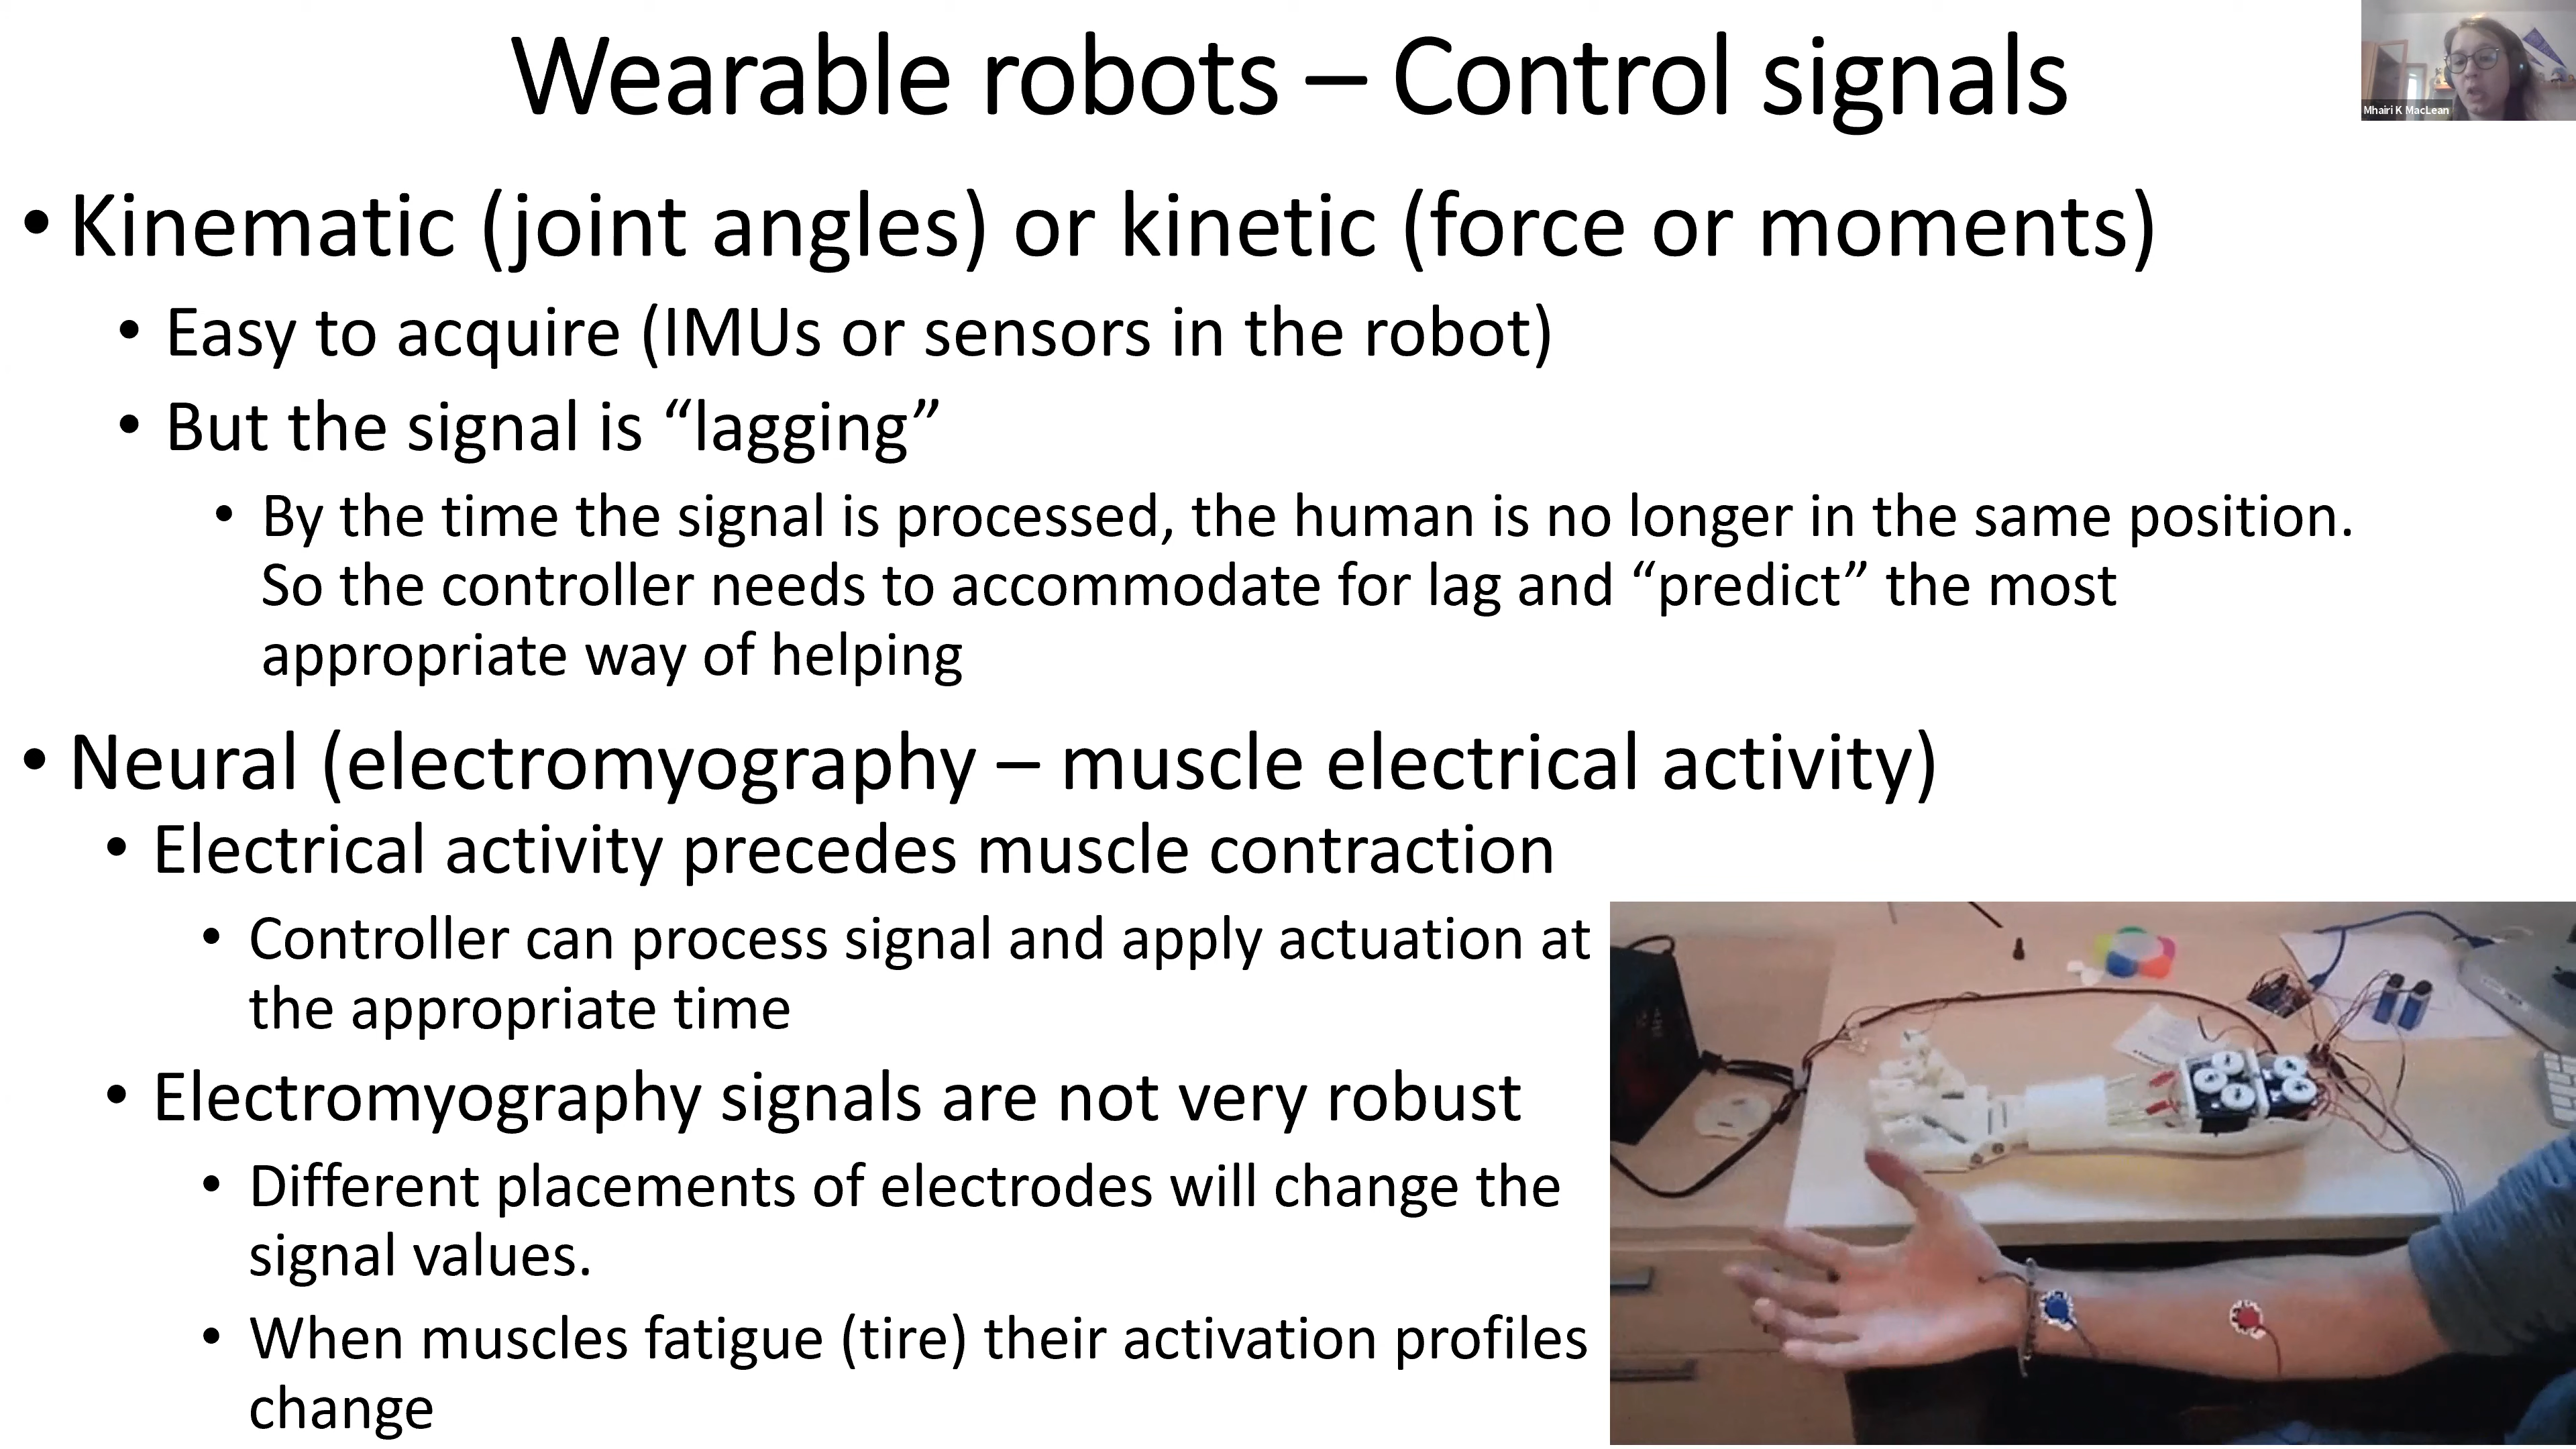 Wearable robots – Control signals
Mhairi K MacLean
• Kinematic (joint angles) or kinetic (force or moments)
• Easy to acquire (IMUs or sensors in the robot)
• But the signal is “lagging”
• By the time the signal is processed, the human is no longer in the same position.
So the controller needs to accommodate for lag and “predict” the most
appropriate way of helping
• Neural (electromyography – muscle electrical activity)
• Electrical activity precedes muscle contraction
• Controller can process signal and apply actuation at
the appropriate time
• Electromyography signals are not very robust
• Different placements of electrodes will change the
signal values.
• When muscles fatigue (tire) their activation profiles
change